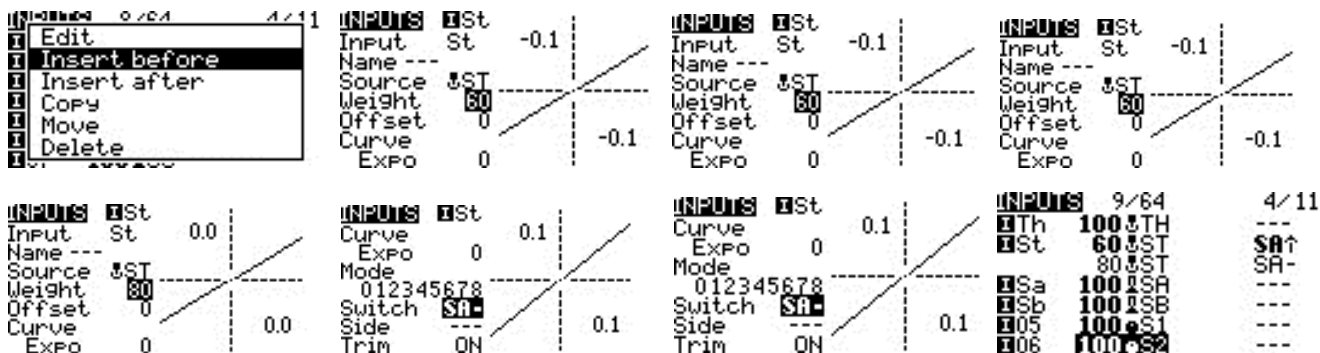 4/11
Edit
Insert before
Insert after
Copy
Move
Delete
INPUTS I St
Input St -0.1
Name ---
Source ST
Weight 60
Offset 0
Curve -0.1
Expo 0
INPUTS I St
Input St -0.1
Name ---
Source ST
Weight 60
Offset 0
Curve -0.1
Expo 0
INPUTS I St
Input St -0.1
Name ---
Source ST
Weight 60
Offset 0
Curve -0.1
Expo 0
INPUTS I St
Input St 0.0
Name ---
Source ST
Weight 80
Offset 0
Curve 0.0
Expo 0
INPUTS I St
Curve 0.1
Expo 0
Mode
012345678
Switch SA-
Side --- 0.1
Trim ON
INPUTS I St
Curve 0.1
Expo 0
Mode
012345678
Switch SA-
Side --- 0.1
Trim ON
INPUTS 9/64 4/11
I Th 100 TH ---
I St 60 ST SA↑
80 ST SA-
I Sa 100 SA ---
I Sb 100 SB ---
I 05 100 S1 ---
I 06 100 S2 ---